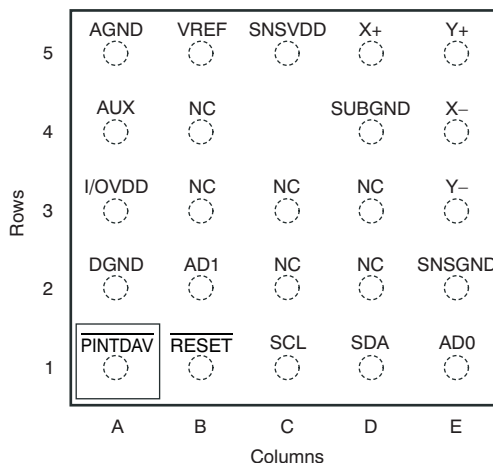 AGND VREF SNSVDD X+ Y+
5
AUX NC SUBGND X–
4
I/OVDD NC NC NC Y–
3
Rows
DGND AD1 NC NC SNSGND
2
PINTDAV RESET SCL SDA AD0
1
A B C D E
Columns